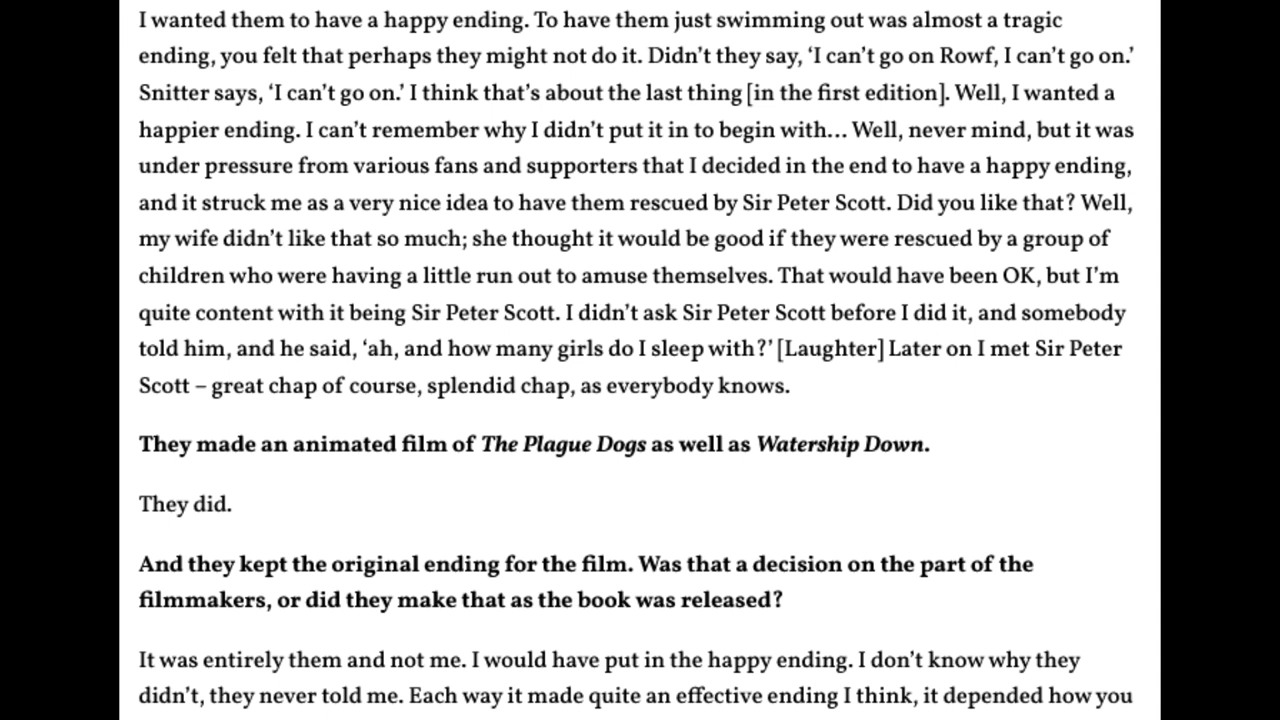 I wanted them to have a happy ending. To have them just swimming out was almost a tragic
ending, you felt that perhaps they might not do it. Didn’t they say, ‘I can’t go on Rowf, I can’t go on.’
Snitter says, ‘I can’t go on.’ I think that’s about the last thing [in the first edition]. Well, I wanted a
happier ending. I can’t remember why I didn’t put it in to begin with… Well, never mind, but it was
under pressure from various fans and supporters that I decided in the end to have a happy ending,
and it struck me as a very nice idea to have them rescued by Sir Peter Scott. Did you like that? Well,
my wife didn’t like that so much; she thought it would be good if they were rescued by a group of
children who were having a little run out to amuse themselves. That would have been OK, but I’m
quite content with it being Sir Peter Scott. I didn’t ask Sir Peter Scott before I did it, and somebody
told him, and he said, ‘ah, and how many girls do I sleep with?’ [Laughter] Later on I met Sir Peter
Scott – great chap of course, splendid chap, as everybody knows.
They made an animated film of The Plague Dogs as well as Watership Down.
They did.
And they kept the original ending for the film. Was that a decision on the part of the
filmmakers, or did they make that as the book was released?
It was entirely them and not me. I would have put in the happy ending. I don’t know why they
didn’t, they never told me. Each way it made quite an effective ending I think, it depended how you